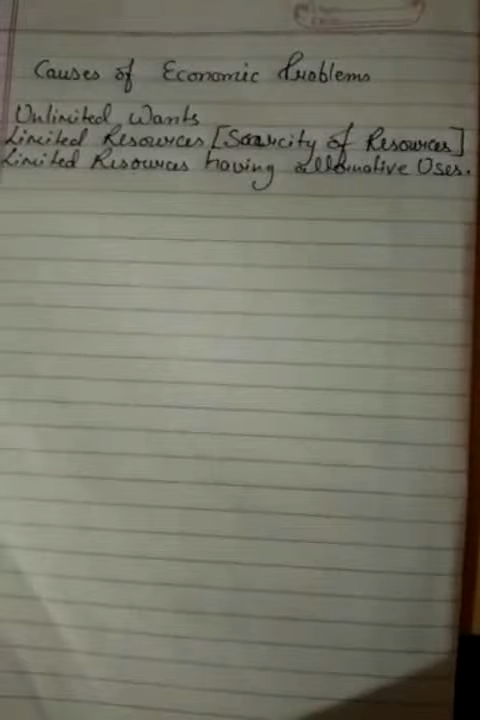 Causes of Economic Problems
Unlimited Wants
Limited Resources [Scarcity of Resources]
Limited Resources having alternative Uses.